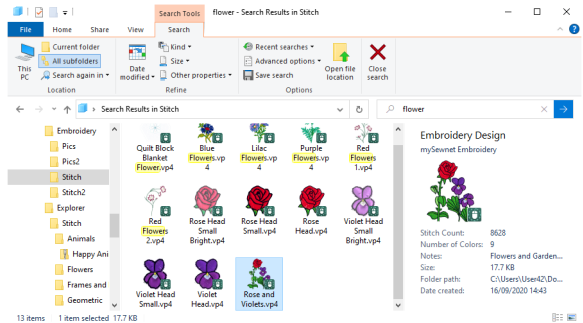 Search Tools
flower - Search Results in Stitch
File
Home
Share
View
Search
This PC
Current folder
All subfolders
Search again in
Location
Date modified
Kind
Size
Other properties
Refine
Recent searches
Advanced options
Save search
Open file location
Options
Close search
Search Results in Stitch
flower
Embroidery
Pics
Pics2
Stitch
Stitch2
Explorer
Stitch
Animals
Happy Ani
Flowers
Frames and
Geometric
Quilt Block
Blanket
Flower.vp4
Blue
Flowers.vp
4
Lilac
Flowers.vp
4
Purple
Flowers.vp
4
Red
Flowers
1.vp4
Red
Flowers
2.vp4
Rose Head
Small
Bright.vp4
Rose Head
Small.vp4
Rose
Head.vp4
Violet Head
Small
Bright.vp4
Violet Head
Small.vp4
Violet
Head.vp4
Rose and
Violets.vp4
Embroidery Design
mySewnet Embroidery
Stitch Count: 8628
Number of Colors: 9
Notes: Flowers and Garden...
Size: 17.7 KB
Folder path: C:\Users\User42\Do...
Date created: 16/09/2020 14:43
13 items 1 item selected 17.7 KB